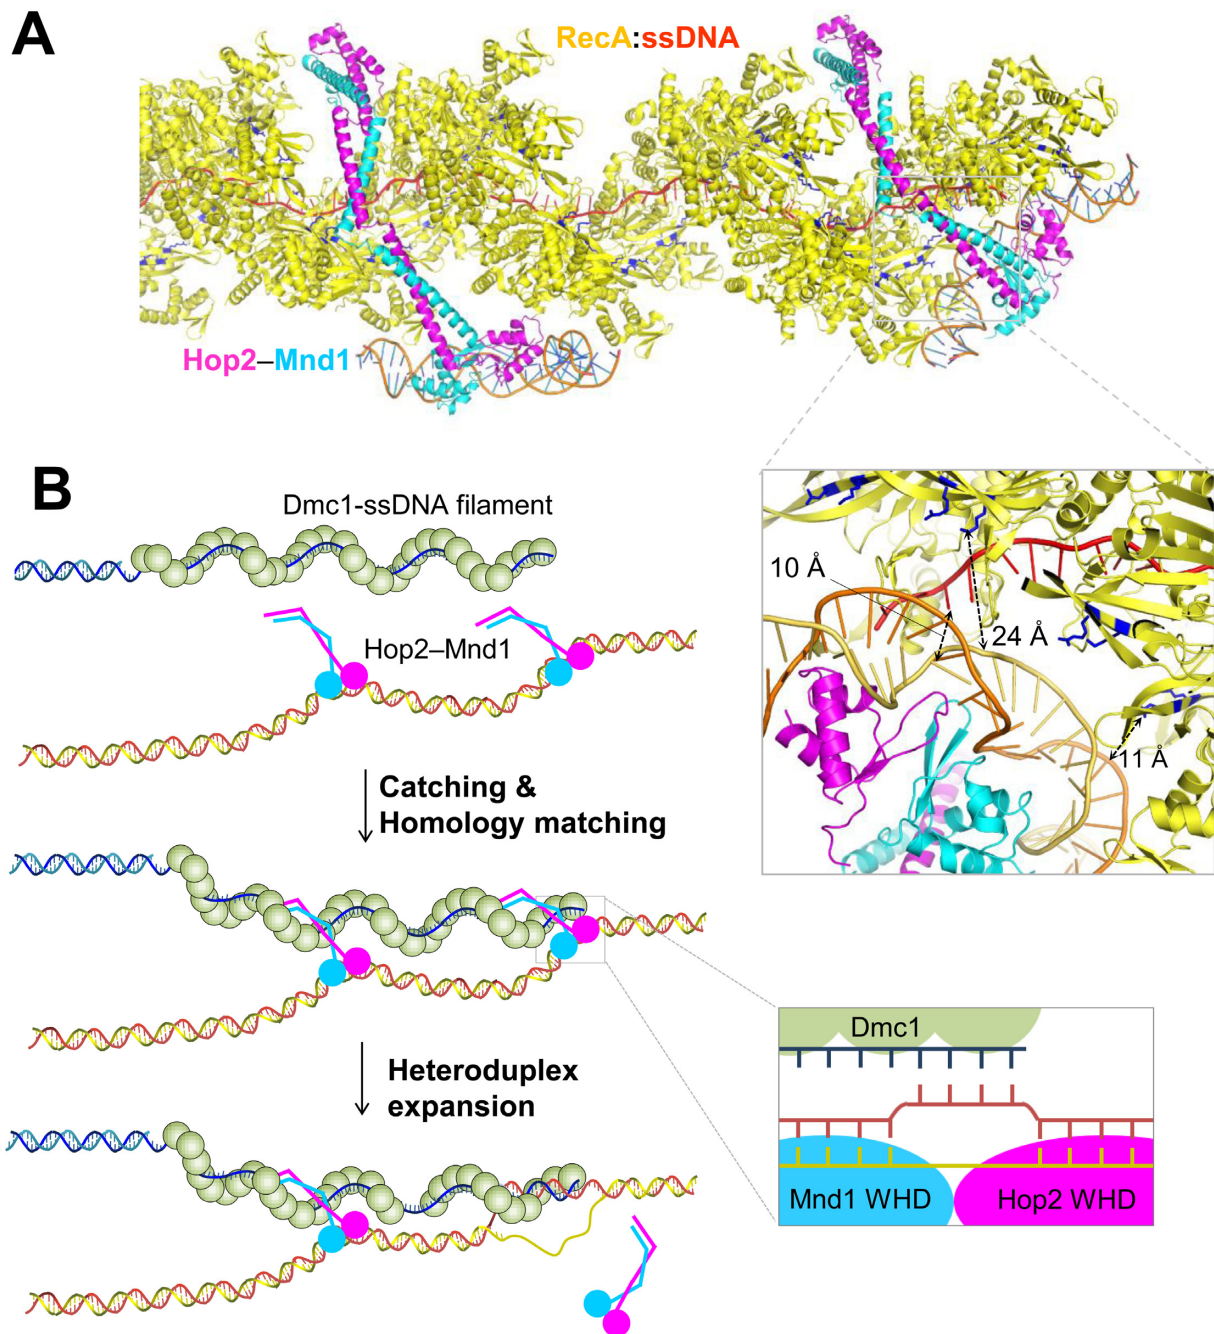 A
RecA:ssDNA
Hop2–Mnd1
B
Dmc1-ssDNA filament
Hop2–Mnd1
10 Å
24 Å
11 Å
Catching &
Homology matching
Heteroduplex
expansion
Dmc1
Mnd1 WHD
Hop2 WHD